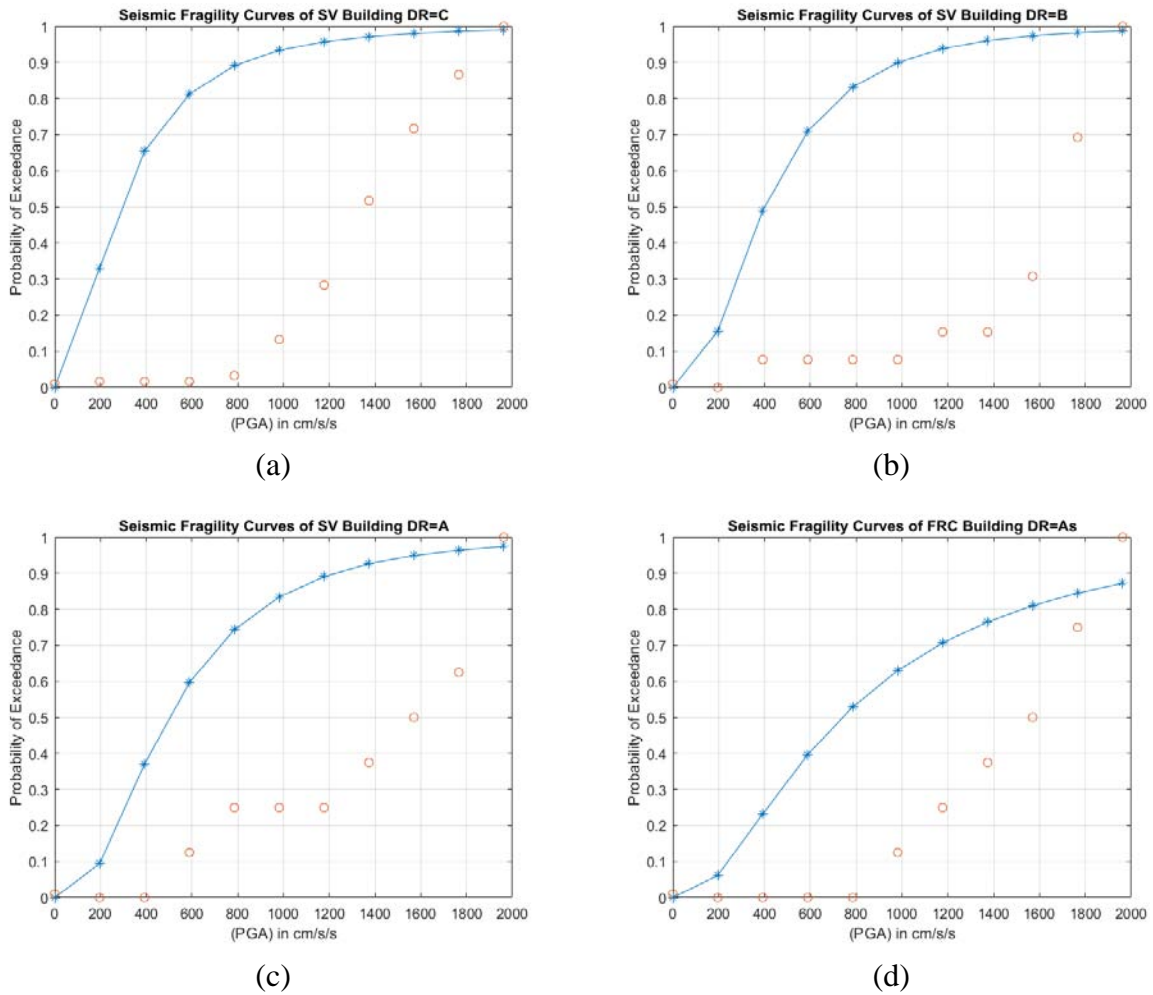 Seismic Fragility Curves of SV Building DR=C
Probability of Exceedance
1
0.9
0.8
0.7
0.6
0.5
0.4
0.3
0.2
0.1
0
0 200 400 600 800 1000 1200 1400 1600 1800 2000
(PGA) in cm/s/s
(a)
Seismic Fragility Curves of SV Building DR=B
Probability of Exceedance
1
0.9
0.8
0.7
0.6
0.5
0.4
0.3
0.2
0.1
0
0 200 400 600 800 1000 1200 1400 1600 1800 2000
(PGA) in cm/s/s
(b)
Seismic Fragility Curves of SV Building DR=A
Probability of Exceedance
1
0.9
0.8
0.7
0.6
0.5
0.4
0.3
0.2
0.1
0
0 200 400 600 800 1000 1200 1400 1600 1800 2000
(PGA) in cm/s/s
(c)
Seismic Fragility Curves of FRC Building DR=As
Probability of Exceedance
1
0.9
0.8
0.7
0.6
0.5
0.4
0.3
0.2
0.1
0
0 200 400 600 800 1000 1200 1400 1600 1800 2000
(PGA) in cm/s/s
(d)